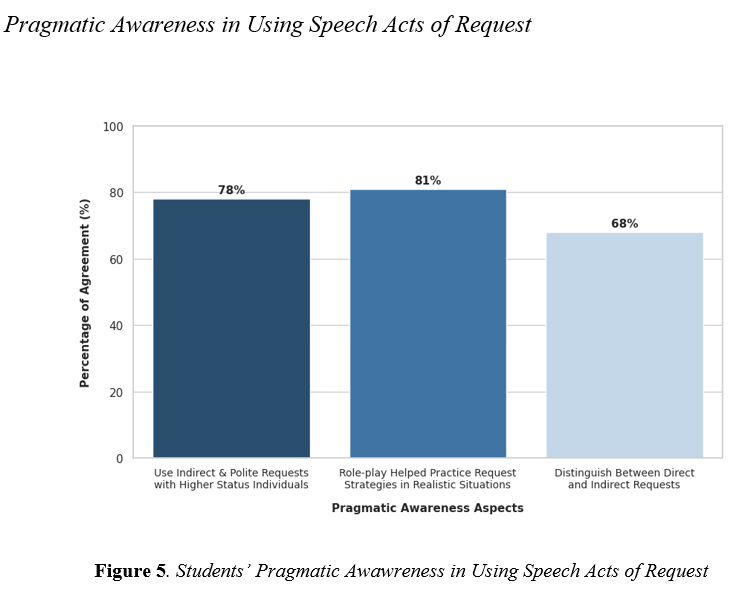 Pragmatic Awareness in Using Speech Acts of Request
100
80
60
40
20
0
Percentage of Agreement (%)
78%
81%
68%
Use Indirect & Polite Requests
with Higher Status Individuals
Role-play Helped Practice Request
Strategies in Realistic Situations
Distinguish Between Direct
and Indirect Requests
Pragmatic Awareness Aspects
Figure 5. Students’ Pragmatic Awawreness in Using Speech Acts of Request